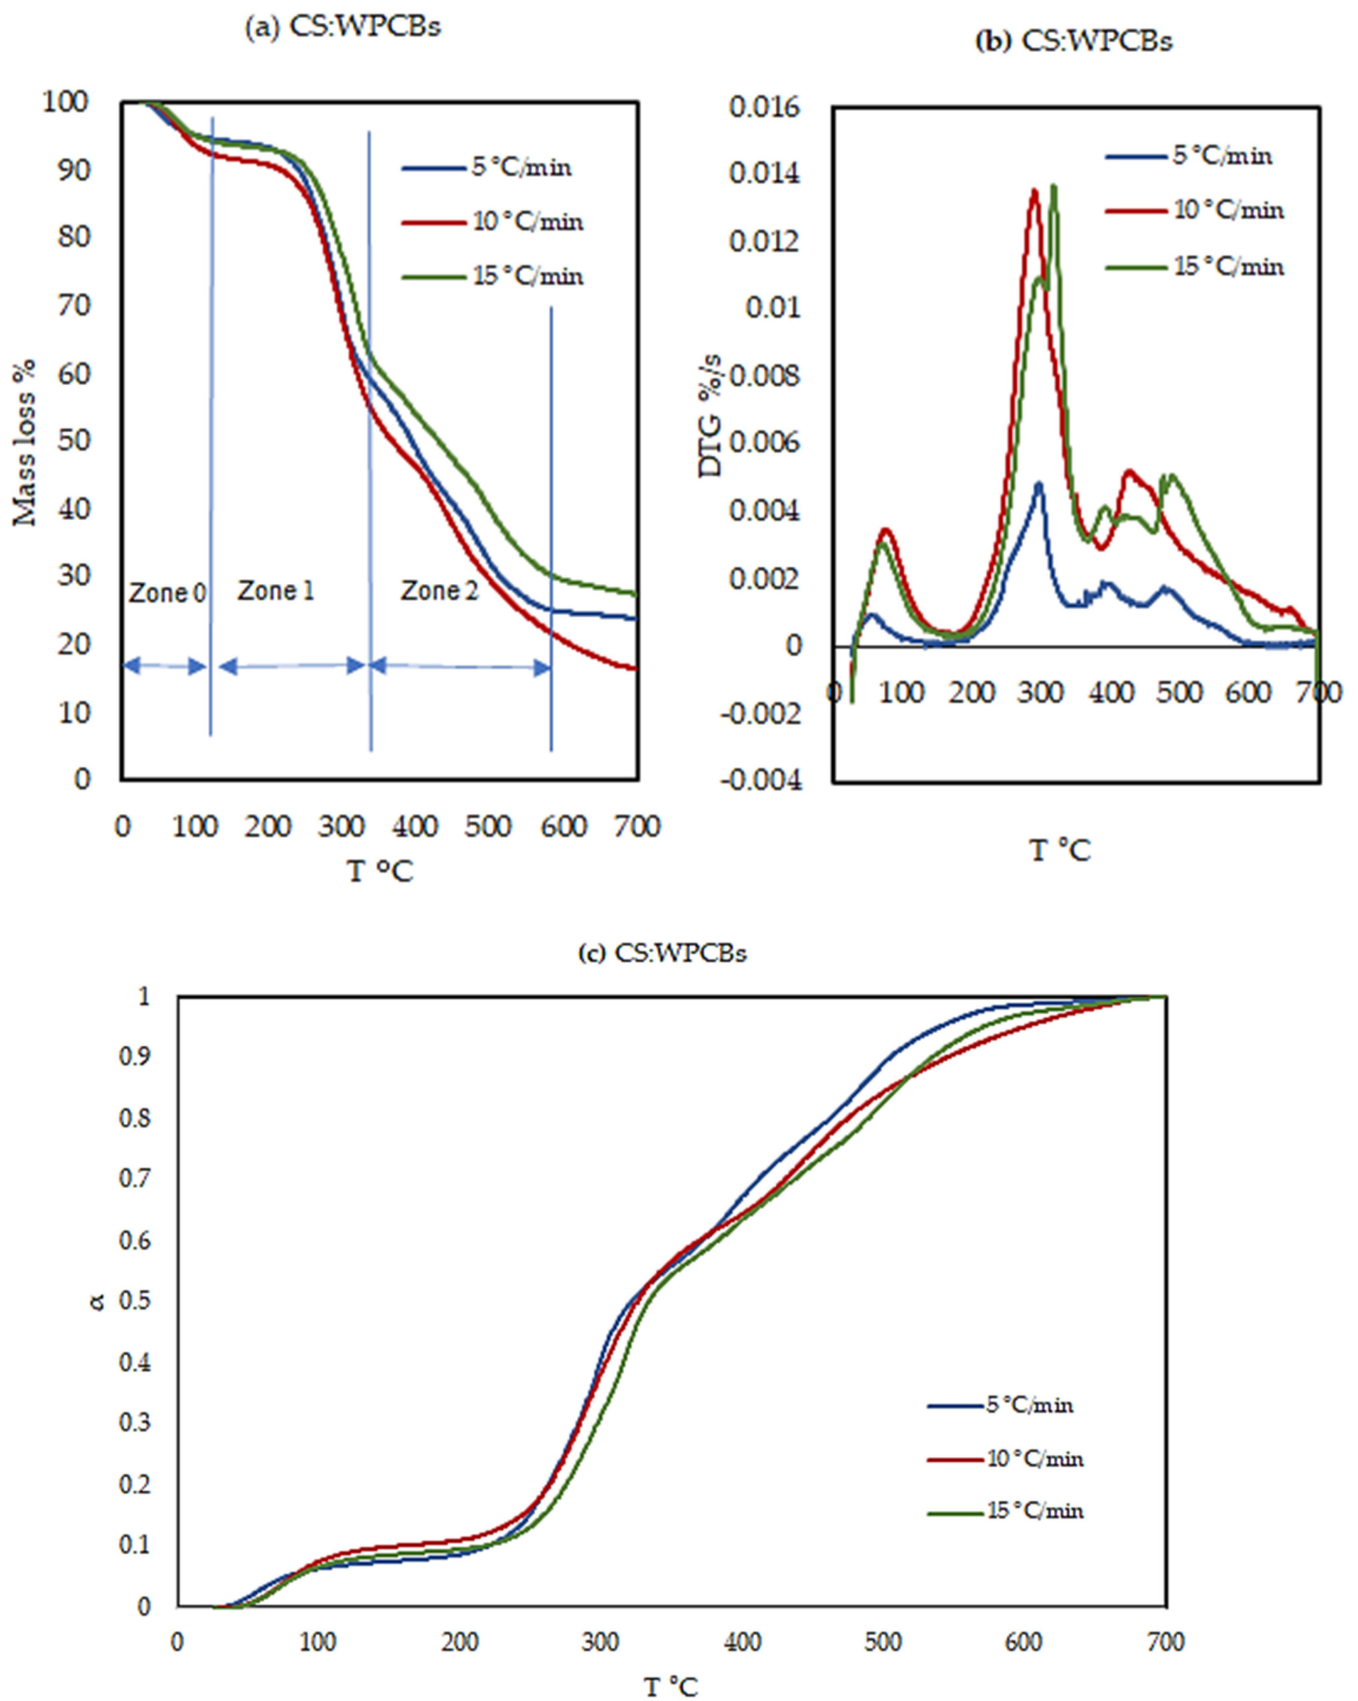 (a) CS:WPCBs
100
90
80
70
60
50
40
30
20
10
0
Mass loss %
5 °C/min
10 °C/min
15 °C/min
Zone 0
Zone 1
Zone 2
0 100 200 300 400 500 600 700
T °C
(b) CS:WPCBs
0.016
0.014
0.012
0.01
0.008
0.006
0.004
0.002
0
-0.002
-0.004
DTG %/s
5 °C/min
10 °C/min
15 °C/min
0 100 200 300 400 500 600 700
T °C
(c) CS:WPCBs
1
0.9
0.8
0.7
0.6
0.5
0.4
0.3
0.2
0.1
0
α
5 °C/min
10 °C/min
15 °C/min
0 100 200 300 400 500 600 700
T °C